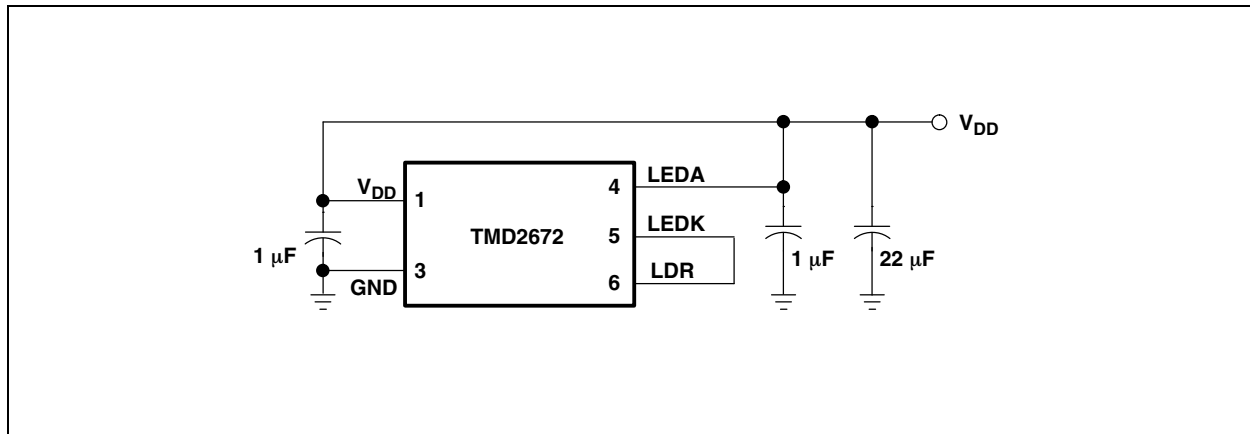 V_DD
LEDA
V_DD 1 4
TMD2672 5 LEDK
1 μF 1 μF 22 μF
3 6 LDR
GND